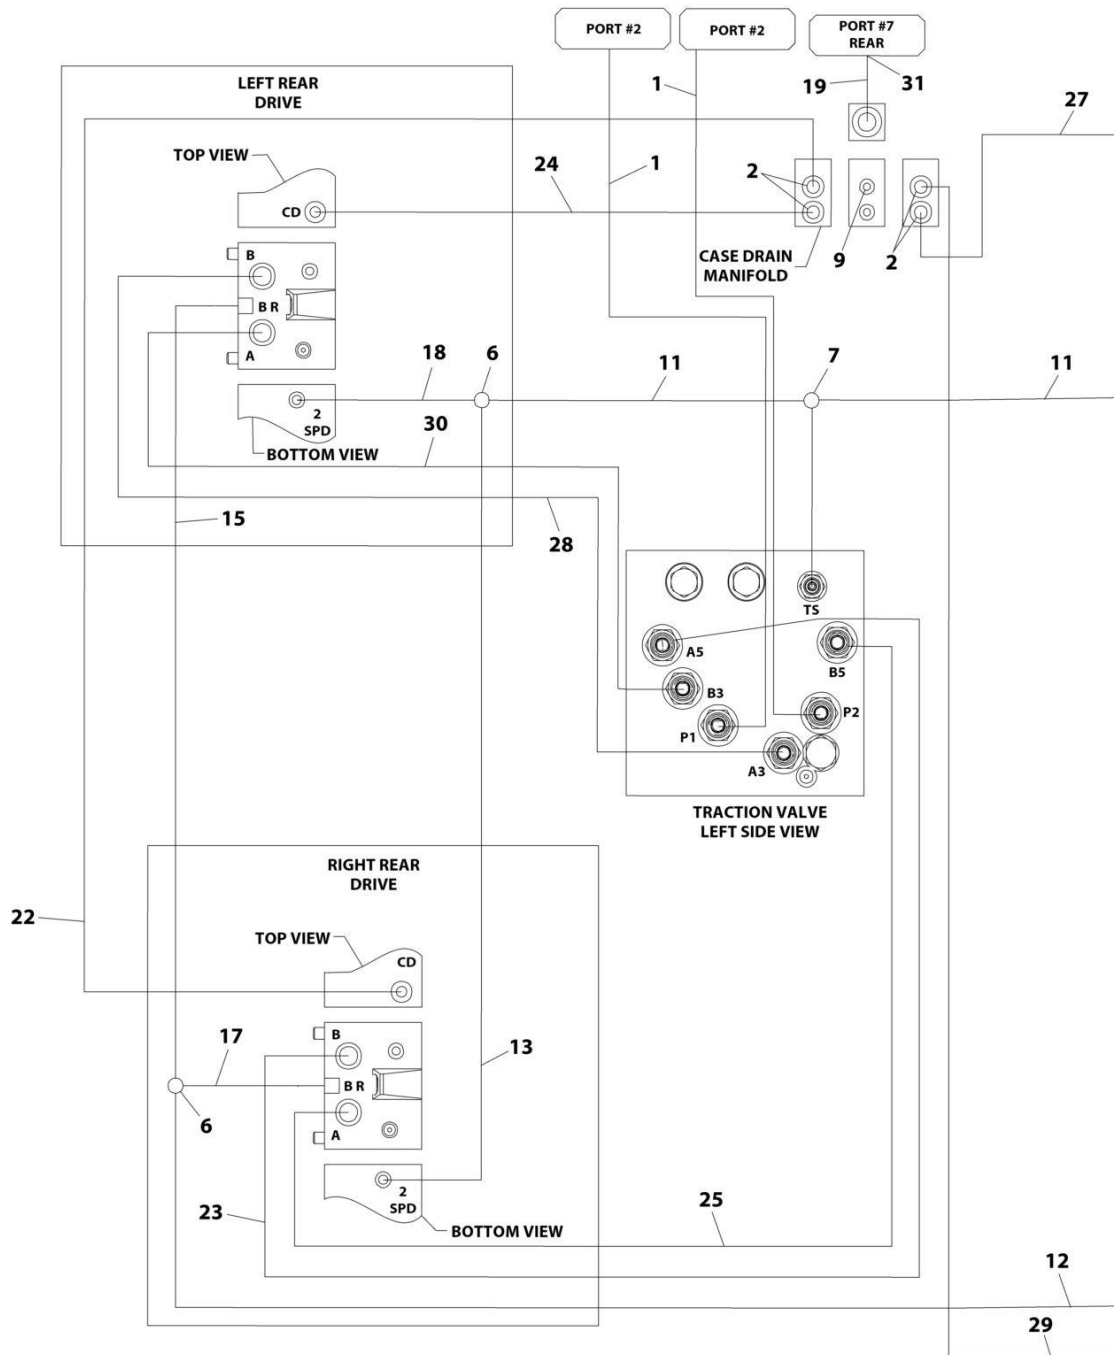 PORT #2
PORT #2
PORT #7
REAR
LEFT REAR
DRIVE
1
19
31
27
TOP VIEW
1
24
2
CD
CASE DRAIN
MANIFOLD
9
2
B
B R
A
18
6
11
7
11
2
SPD
30
BOTTOM VIEW
15
28
TS
A5
B5
B3
P2
P1
A3
TRACTION VALVE
LEFT SIDE VIEW
RIGHT REAR
DRIVE
22
TOP VIEW
CD
17
B
13
B R
6
A
2
SPD
23
BOTTOM VIEW
25
12
29